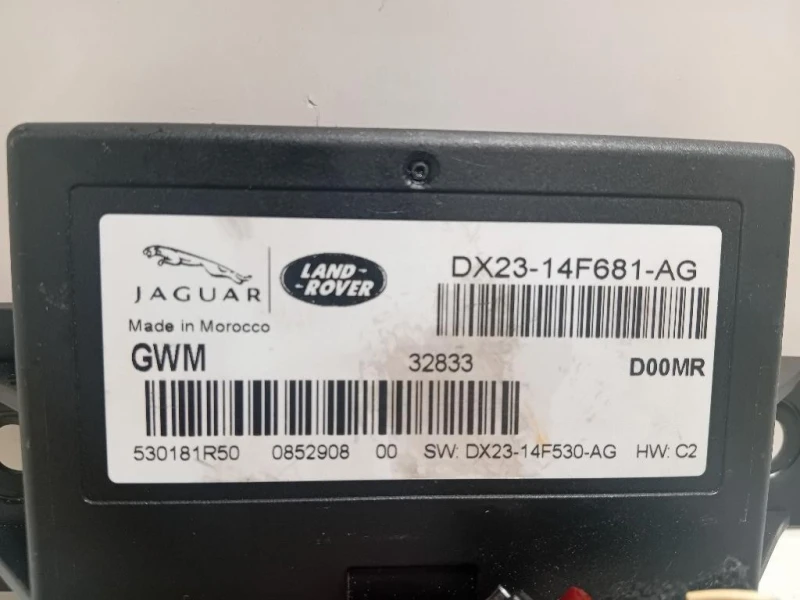 JAGUAR
LAND
ROVER
DX23-14F681-AG
Made in Morocco
GWM 32833 D00MR
530181R50 0852908 00 SW: DX23-14F530-AG HW: C2